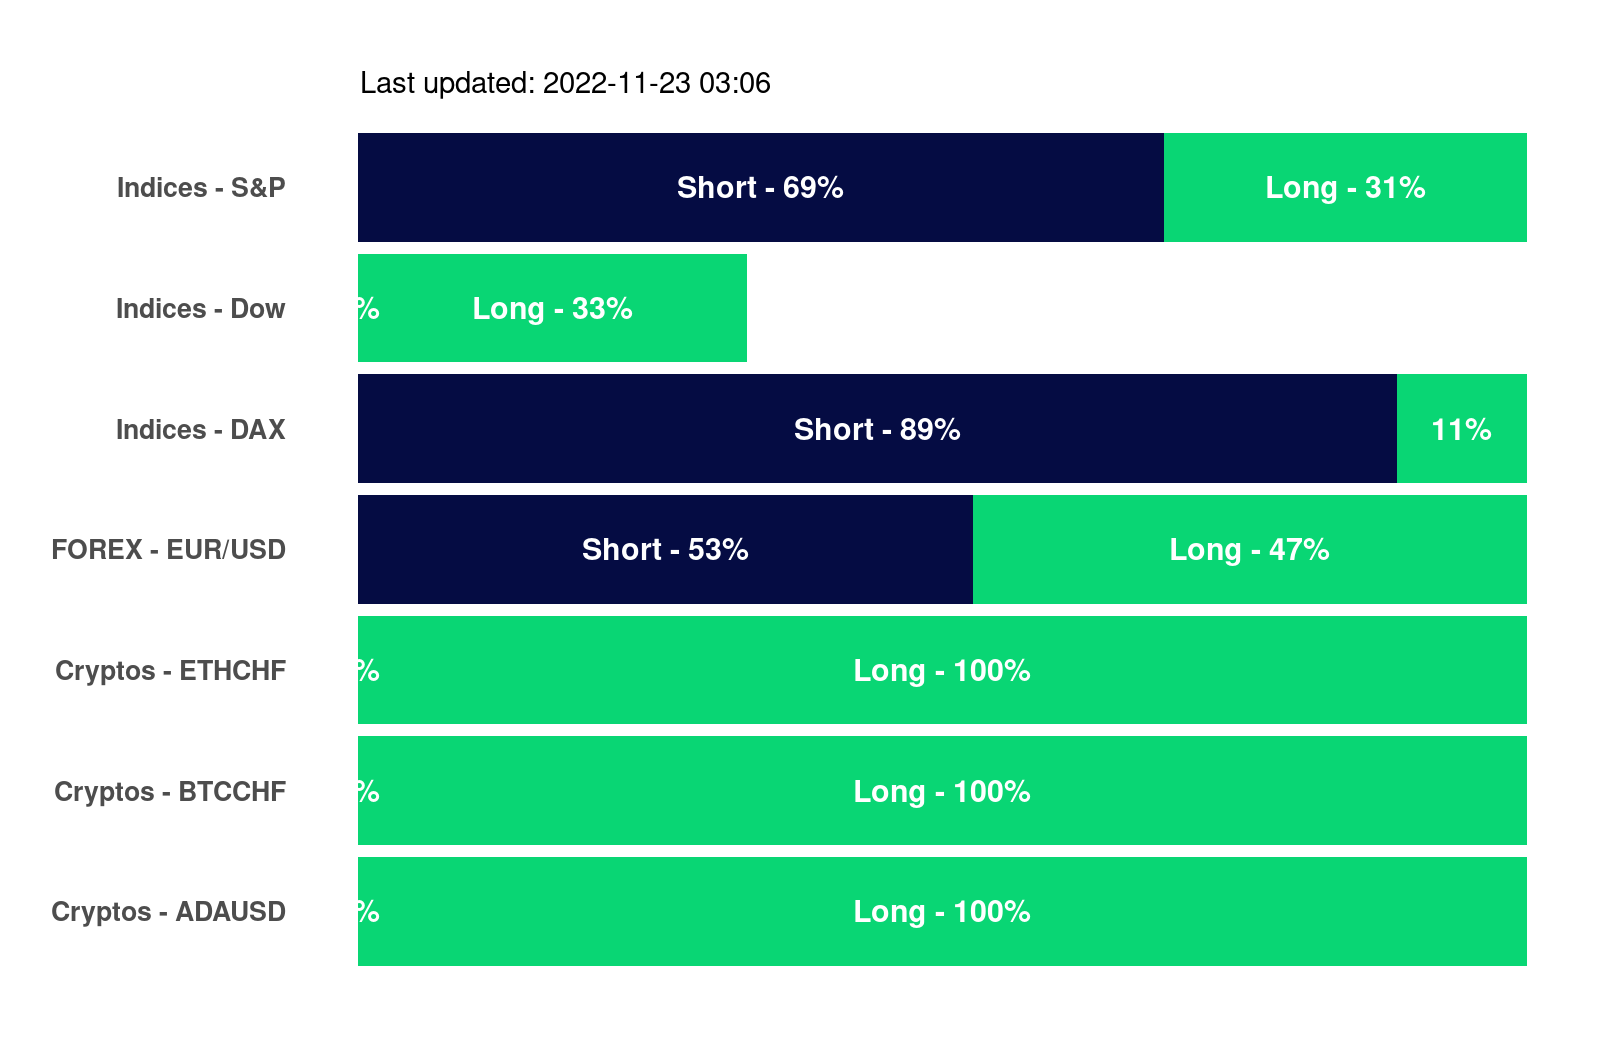 Last updated: 2022-11-23 03:06
Indices - S&P Short - 69% Long - 31%
Indices - Dow % Long - 33%
Indices - DAX Short - 89% 11%
FOREX - EUR/USD Short - 53% Long - 47%
Cryptos - ETHCHF % Long - 100%
Cryptos - BTCCHF % Long - 100%
Cryptos - ADAUSD % Long - 100%